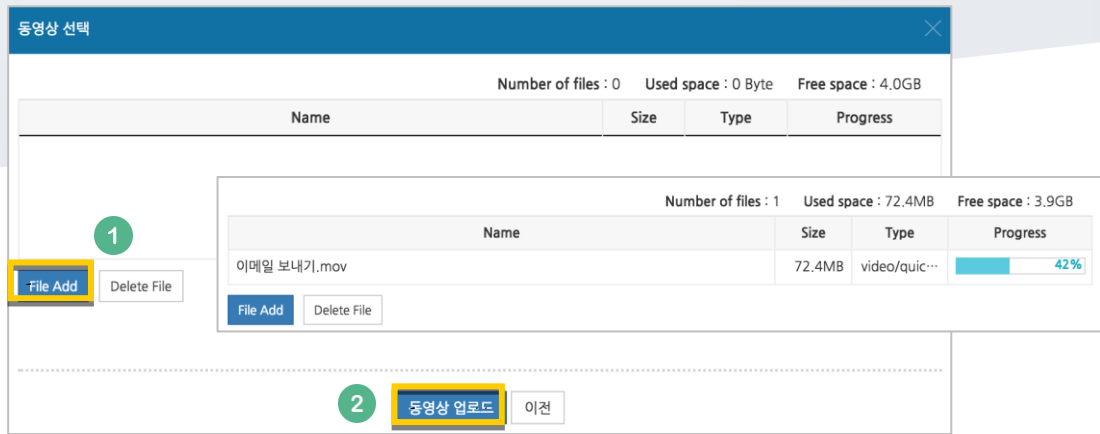 동영상 선택
Number of files : 0 Used space : 0 Byte Free space : 4.0GB
Name Size Type Progress
Number of files : 1 Used space : 72.4MB Free space : 3.9GB
Name Size Type Progress
이메일 보내기.mov 72.4MB video/quic… 42%
1
File Add Delete File
File Add Delete File
2 동영상 업로드 이전